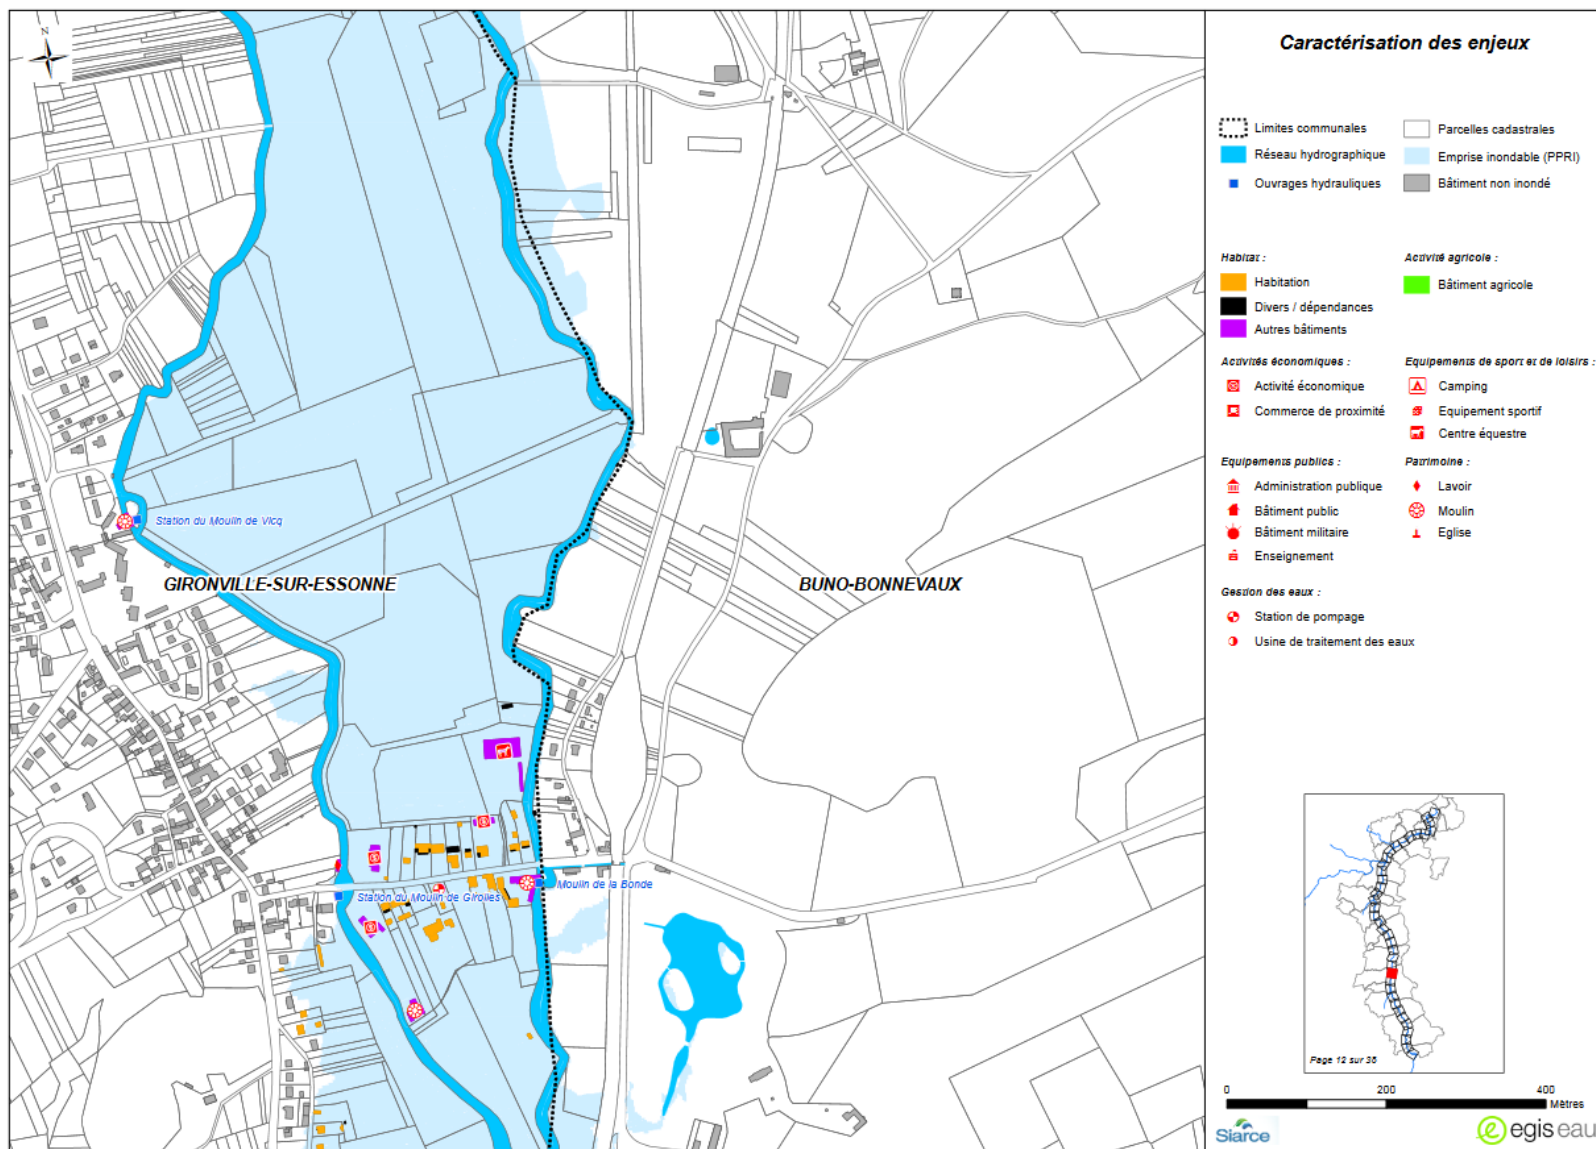 N
Station du Moulin de Vicq
GIRONVILLE-SUR-ESSONNE
BUNO-BONNEVAUX
Moulin de la Bonde
Station du Moulin de Girolles
Caractérisation des enjeux
Limites communales
Réseau hydrographique
Ouvrages hydrauliques
Parcelles cadastrales
Emprise inondable (PPRI)
Bâtiment non inondé
Habitat :
Habitation
Divers / dépendances
Autres bâtiments
Activité agricole :
Bâtiment agricole
Activités économiques :
Activité économique
Commerce de proximité
Equipements de sport et de loisirs :
Camping
Equipement sportif
Centre équestre
Equipements publics :
Administration publique
Bâtiment public
Bâtiment militaire
Enseignement
Patrimoine :
Lavoir
Moulin
Eglise
Gestion des eaux :
Station de pompage
Usine de traitement des eaux
Page 12 sur 36
0 200 400
Mètres
Siarce
egis eau